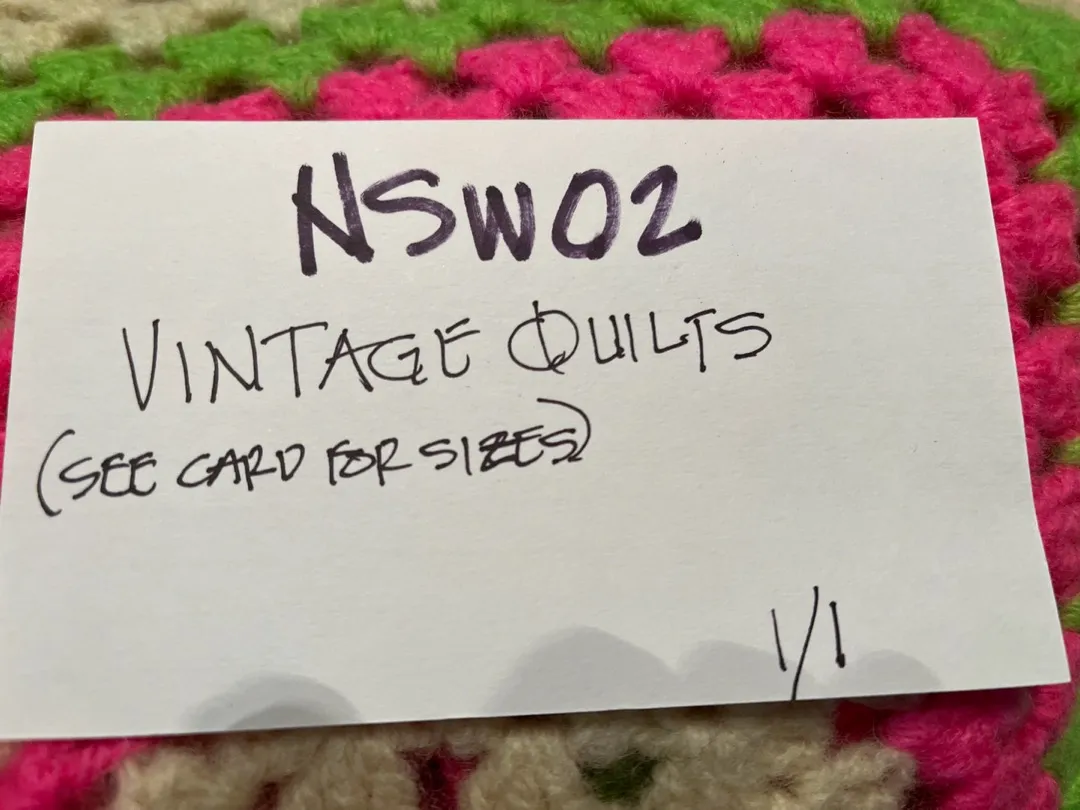 NSW02
VINTAGE QUILTS
(SEE CARD FOR SIZES)
1/1